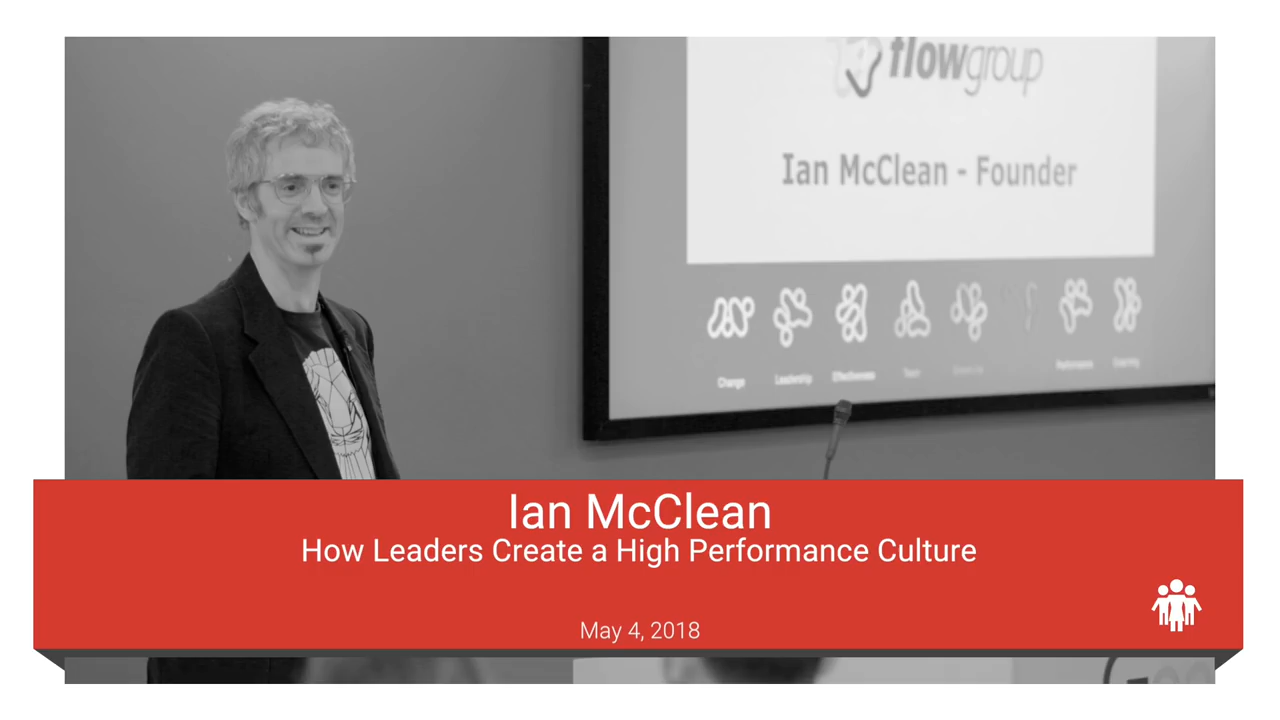 flowgroup
Ian McClean - Founder
Change Leadership Effectiveness Team Performance Learning
Ian McClean
How Leaders Create a High Performance Culture
May 4, 2018